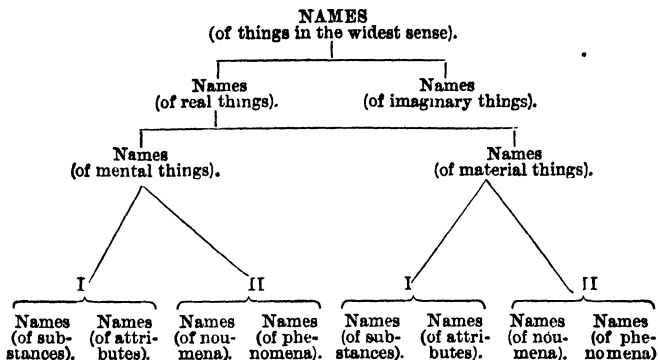 NAMES
(of things in the widest sense).
Names Names
(of real things). (of imaginary things).
Names Names
(of mental things). (of material things).
I II I II
Names Names Names Names Names Names Names Names
(of sub- (of attri- (of nou- (of phe- (of sub- (of attri- (of nóu- (of phe-
stances). butes). mena). nomena). stances). butes). mena). nomena)